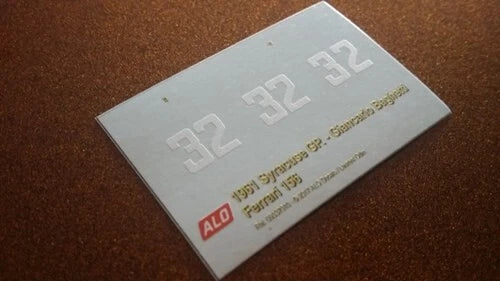 32 32 32
1961 Syracuse GP. - Giancarlo Baghetti
ALO Ferrari 156